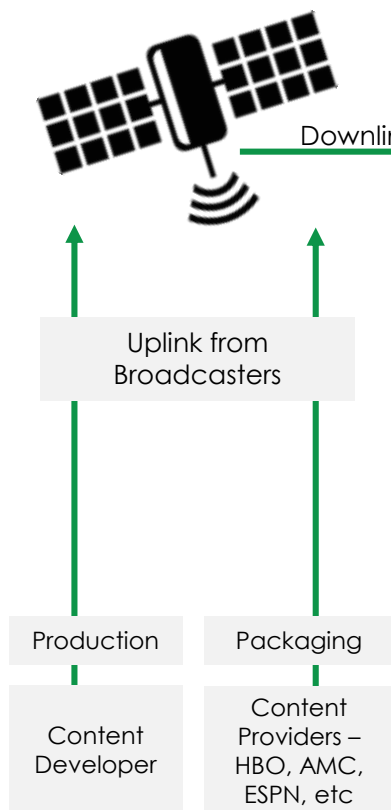 Uplink from
Broadcasters
Production
Packaging
Content
Developer
Content
Providers –
HBO, AMC,
ESPN, etc